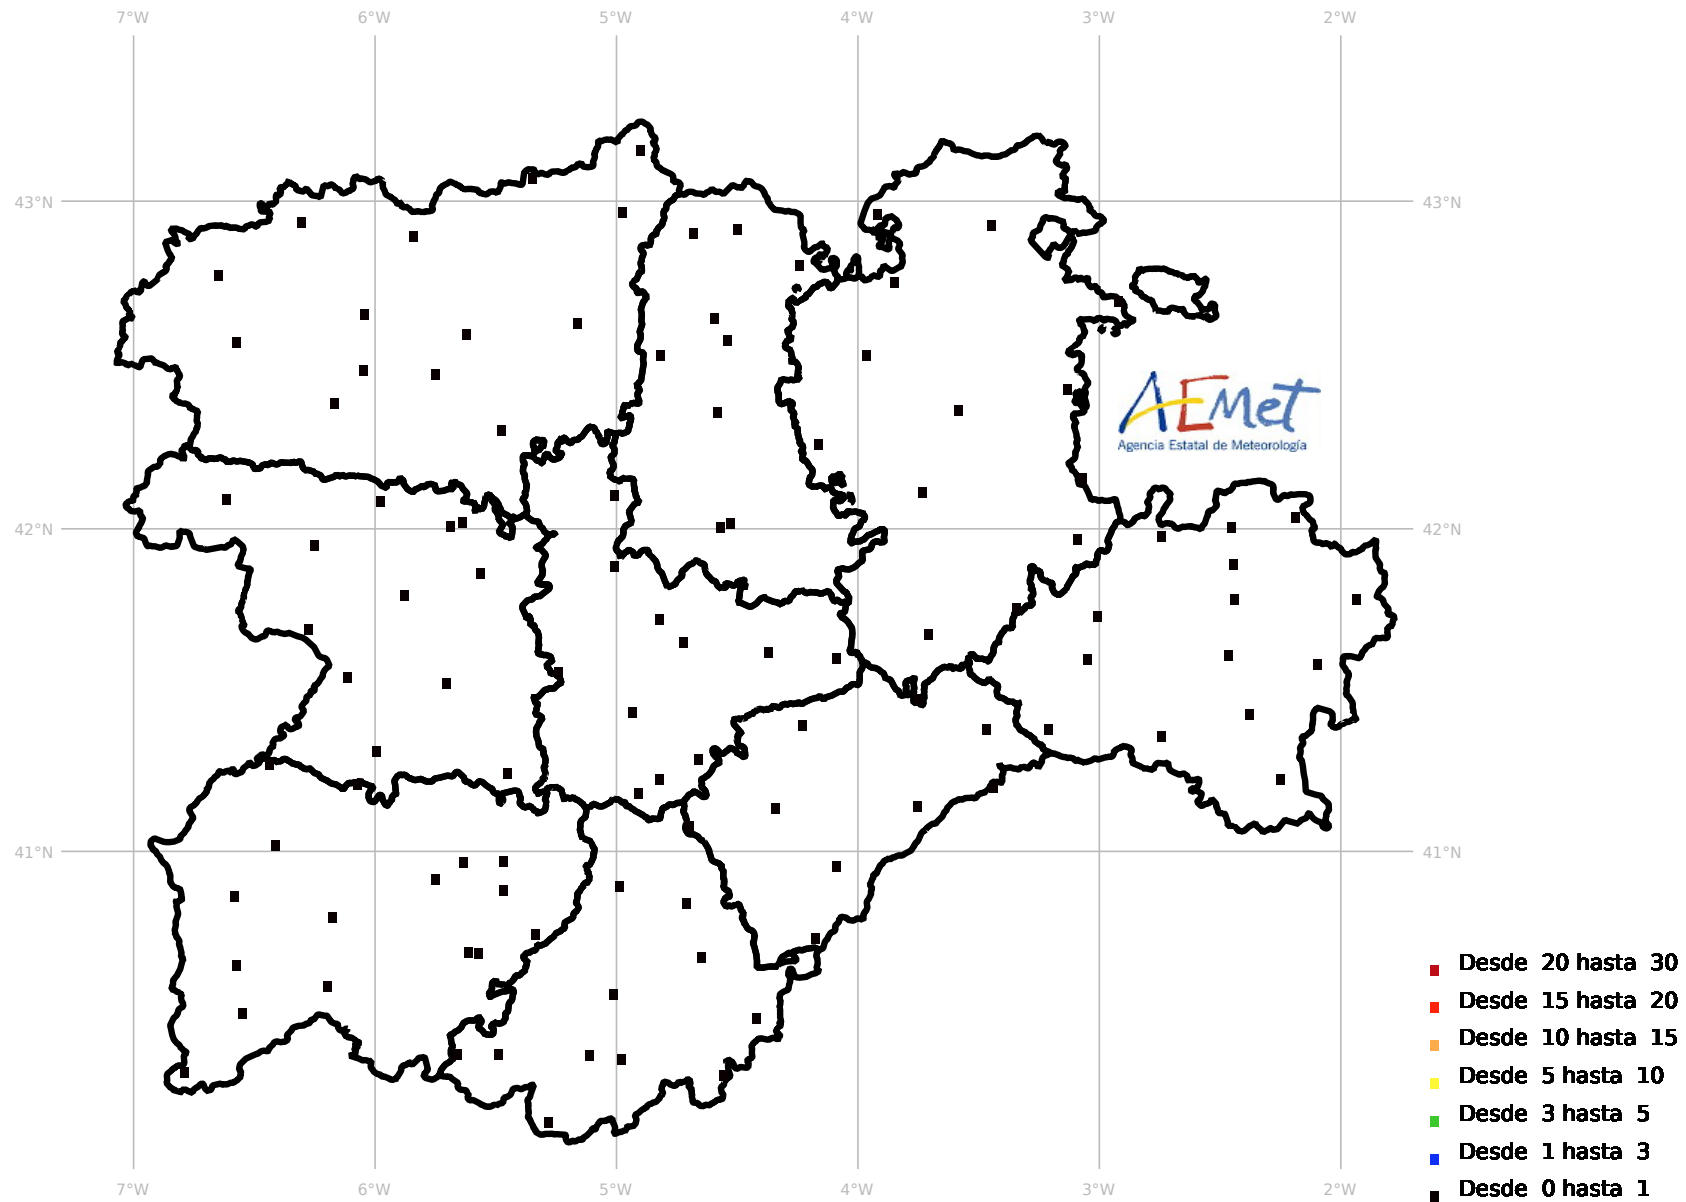 7°W 6°W 5°W 4°W 3°W 2°W
43°N 43°N
AEMet
Agencia Estatal de Meteorología
42°N 42°N
41°N 41°N
Desde 20 hasta 30
Desde 15 hasta 20
Desde 10 hasta 15
Desde 5 hasta 10
Desde 3 hasta 5
Desde 1 hasta 3
Desde 0 hasta 1
7°W 6°W 5°W 4°W 3°W 2°W